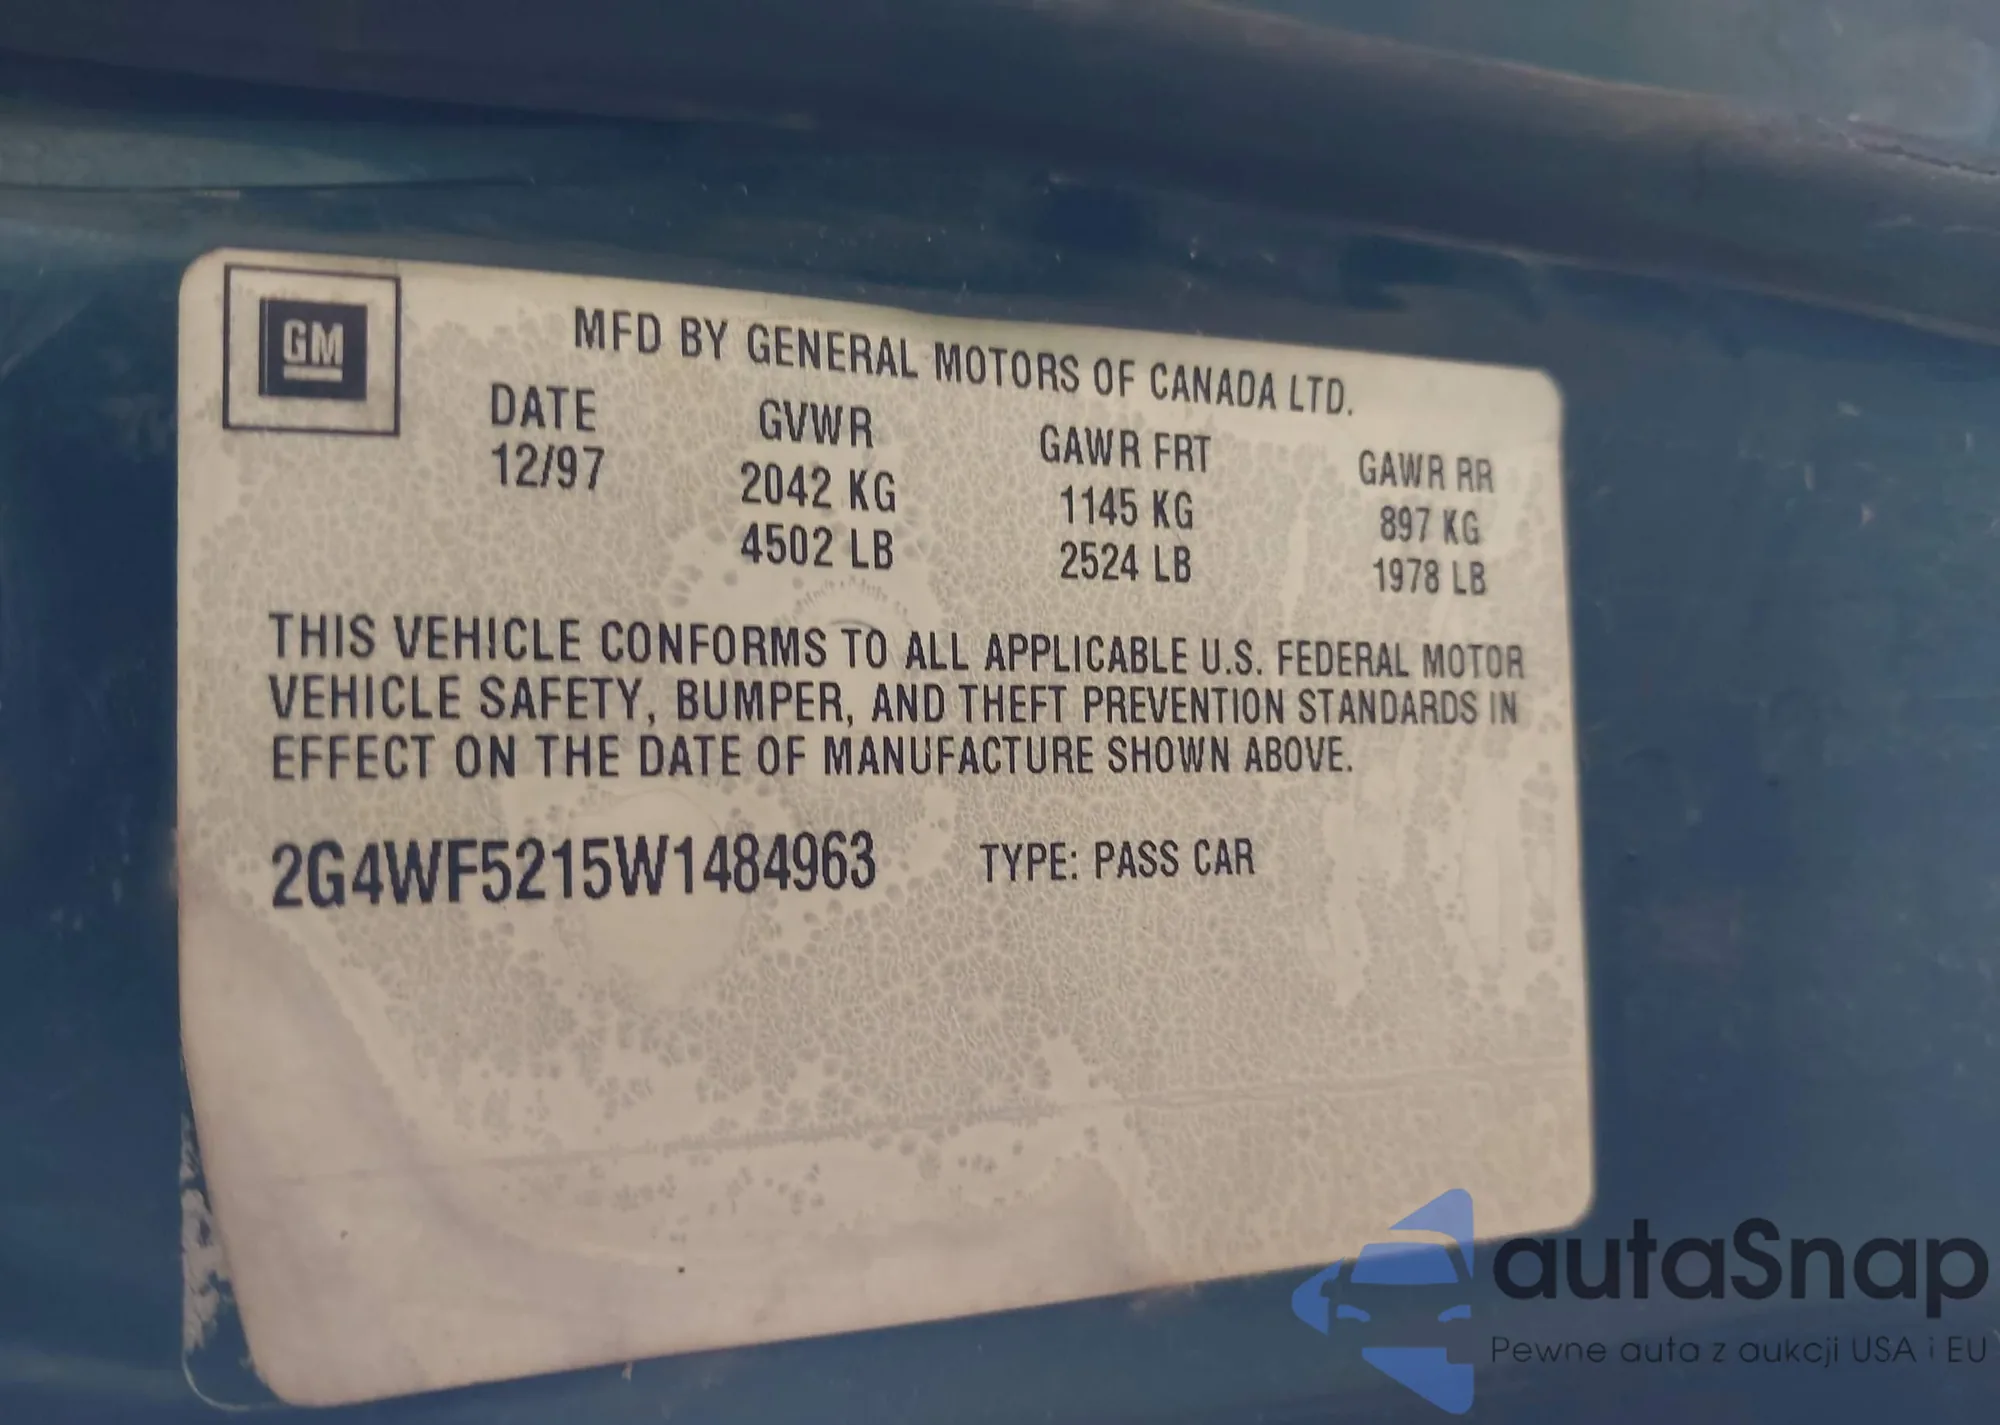 GM
MFD BY GENERAL MOTORS OF CANADA LTD.
DATE GVWR GAWR FRT GAWR RR
12/97 2042 KG 1145 KG 897 KG
4502 LB 2524 LB 1978 LB
THIS VEHICLE CONFORMS TO ALL APPLICABLE U.S. FEDERAL MOTOR
VEHICLE SAFETY, BUMPER, AND THEFT PREVENTION STANDARDS IN
EFFECT ON THE DATE OF MANUFACTURE SHOWN ABOVE.
2G4WF5215W1484963 TYPE: PASS CAR
autaSnap
Pewne auta z aukcji USA i EU